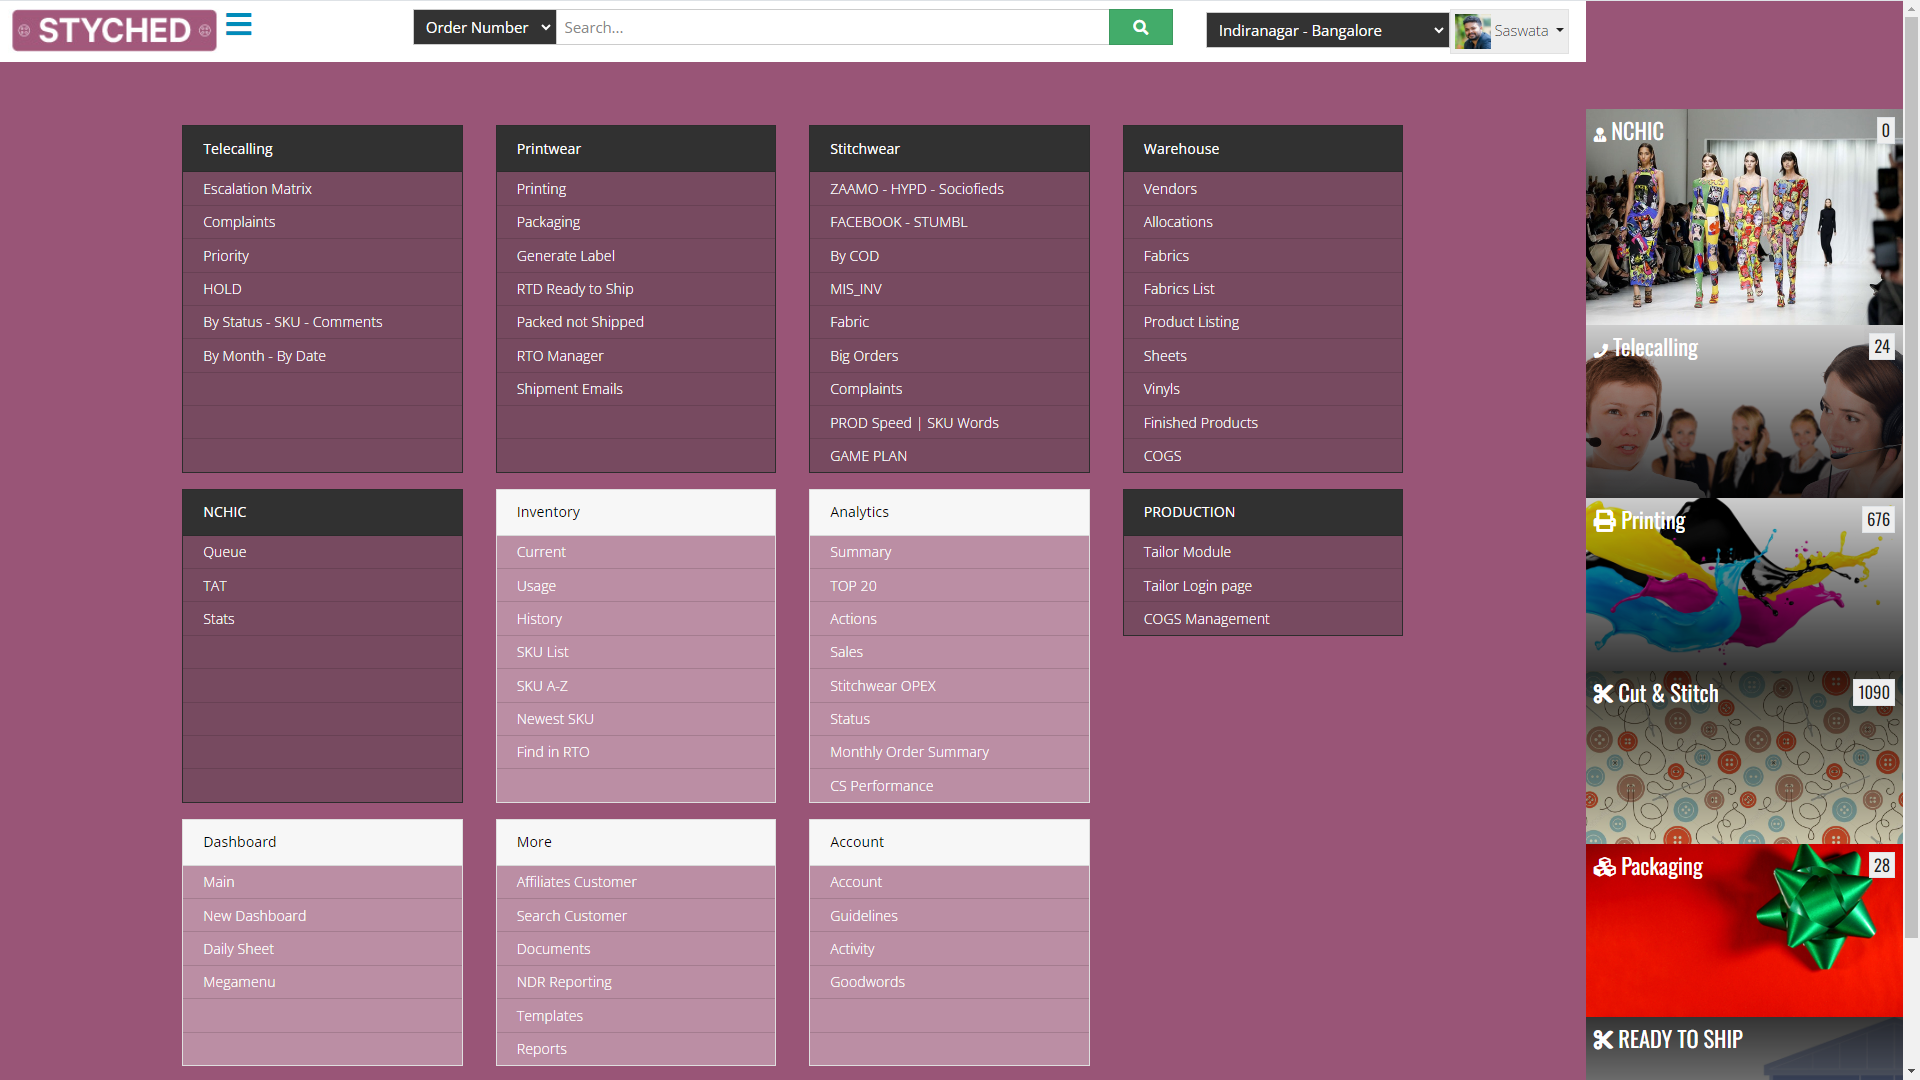 STYCHED
Order Number
Search...
Indiranagar - Bangalore
Saswata
Telecalling
Escalation Matrix
Complaints
Priority
HOLD
By Status - SKU - Comments
By Month - By Date
Printwear
Printing
Packaging
Generate Label
RTD Ready to Ship
Packed not Shipped
RTO Manager
Shipment Emails
Stitchwear
ZAAMO - HYPD - Sociofieds
FACEBOOK - STUMBL
By COD
MIS_INV
Fabric
Big Orders
Complaints
PROD Speed | SKU Words
GAME PLAN
Warehouse
Vendors
Allocations
Fabrics
Fabrics List
Product Listing
Sheets
Vinyls
Finished Products
COGS
NCHIC
Queue
TAT
Stats
Inventory
Current
Usage
History
SKU List
SKU A-Z
Newest SKU
Find in RTO
Analytics
Summary
TOP 20
Actions
Sales
Stitchwear OPEX
Status
Monthly Order Summary
CS Performance
PRODUCTION
Tailor Module
Tailor Login page
COGS Management
Dashboard
Main
New Dashboard
Daily Sheet
Megamenu
More
Affiliates Customer
Search Customer
Documents
NDR Reporting
Templates
Reports
Account
Account
Guidelines
Activity
Goodwords
NCHIC 0
Telecalling 24
Printing 676
Cut & Stitch 1090
Packaging 28
READY TO SHIP